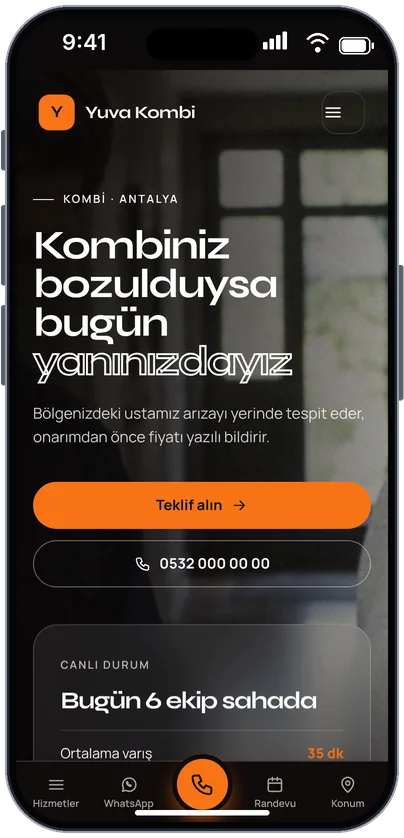 9:41
Y
Yuva Kombi
KOMBİ · ANTALYA
Kombiniz
bozulduysa
bugün
yanınızdayız
Bölgenizdeki ustamız arızayı yerinde tespit eder,
onarımdan önce fiyatı yazılı bildirir.
Teklif alın →
0532 000 00 00
CANLI DURUM
Bugün 6 ekip sahada
Ortalama varış 35 dk
Hizmetler WhatsApp Randevu Konum